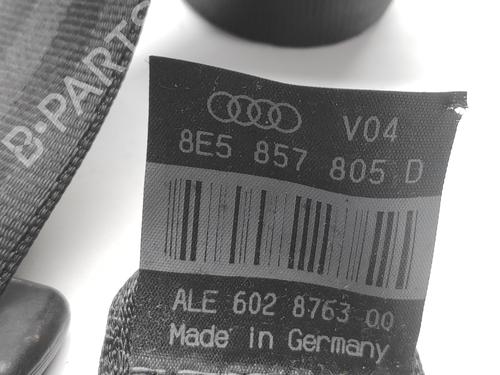 B-PARTS
V04
8E5 857 805 D
ALE 602 8763 00
Made in Germany